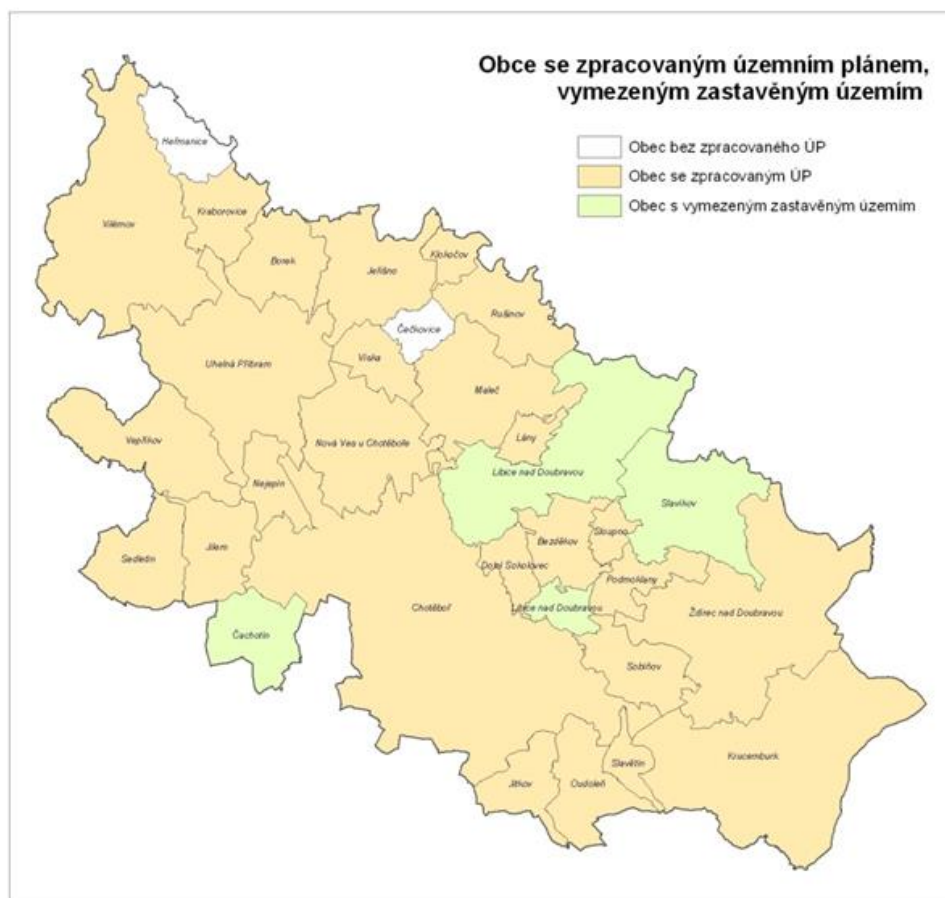 Obce se zpracovaným územním plánem,
vymezeným zastavěným územím
Obec bez zpracovaného ÚP
Obec se zpracovaným ÚP
Obec s vymezeným zastavěným územím
Heřmanice
Vilémov
Kraborovice
Borek
Jeřišno
Klokočov
Rušinov
Čečkovice
Víska
Uhelná Příbram
Maleč
Lány
Nová Ves u Chotěboře
Vepříkov
Nejepín
Libice nad Doubravou
Slavíkov
Sedletín
Jilem
Bezděkov
Sloupno
Dolní Sokolovec
Podmoklany
Chotěboř
Libice nad Doubravou
Ždírec nad Doubravou
Čachotín
Sobíňov
Slavětín
Krucemburk
Jitkov
Oudoleň